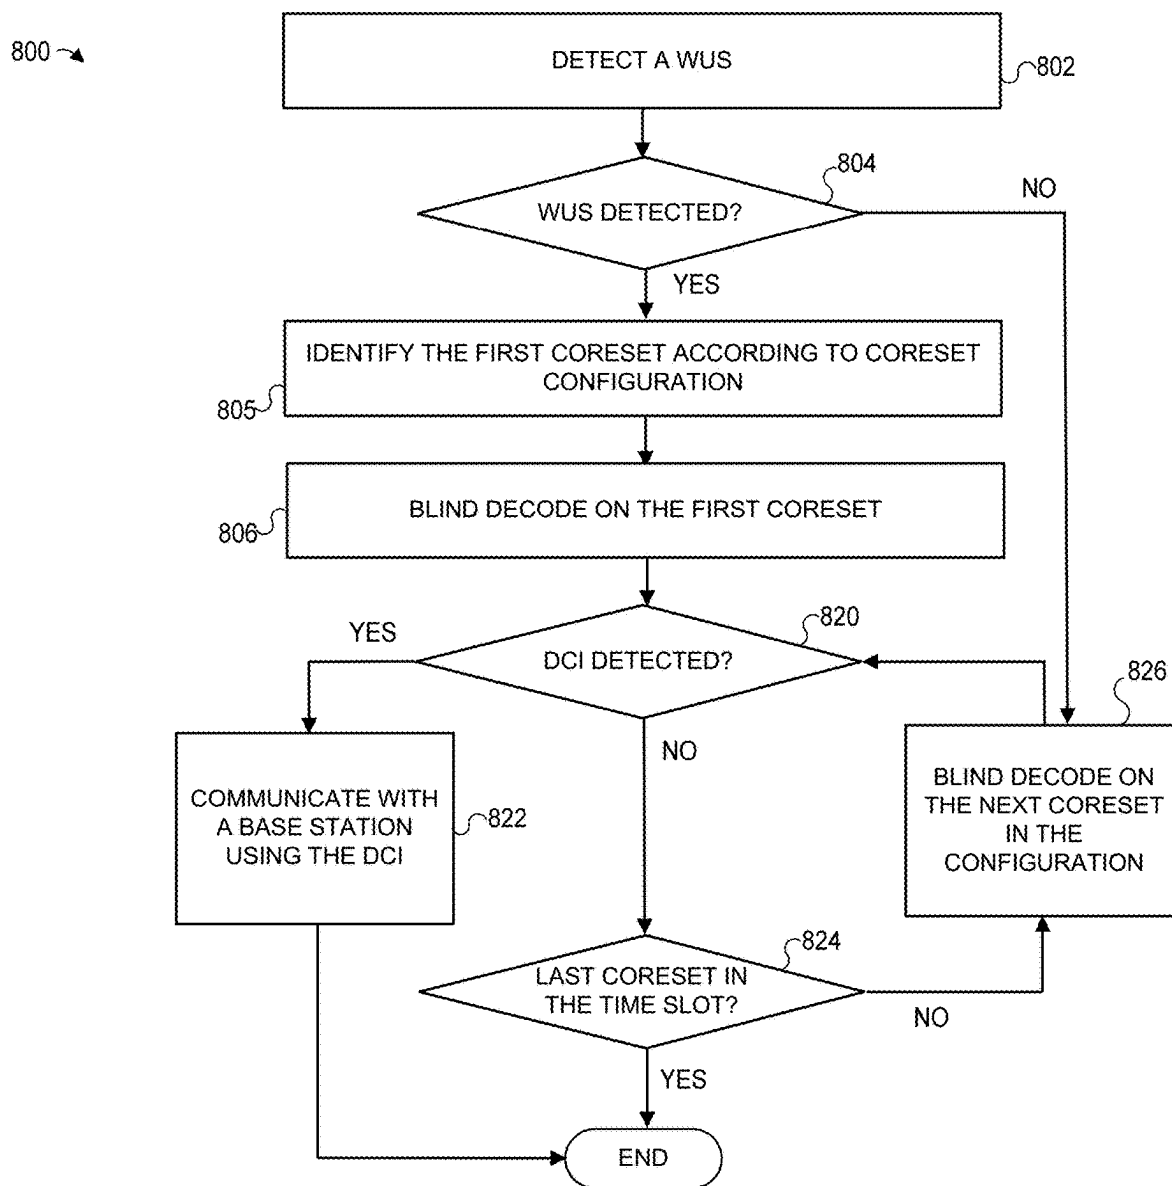 800
DETECT A WUS
802
804
WUS DETECTED?
NO
YES
IDENTIFY THE FIRST CORESET ACCORDING TO CORESET
CONFIGURATION
805
BLIND DECODE ON THE FIRST CORESET
806
820
YES
DCI DETECTED?
826
NO
COMMUNICATE WITH
A BASE STATION
USING THE DCI
822
BLIND DECODE ON
THE NEXT CORESET
IN THE
CONFIGURATION
824
LAST CORESET IN
THE TIME SLOT?
NO
YES
END